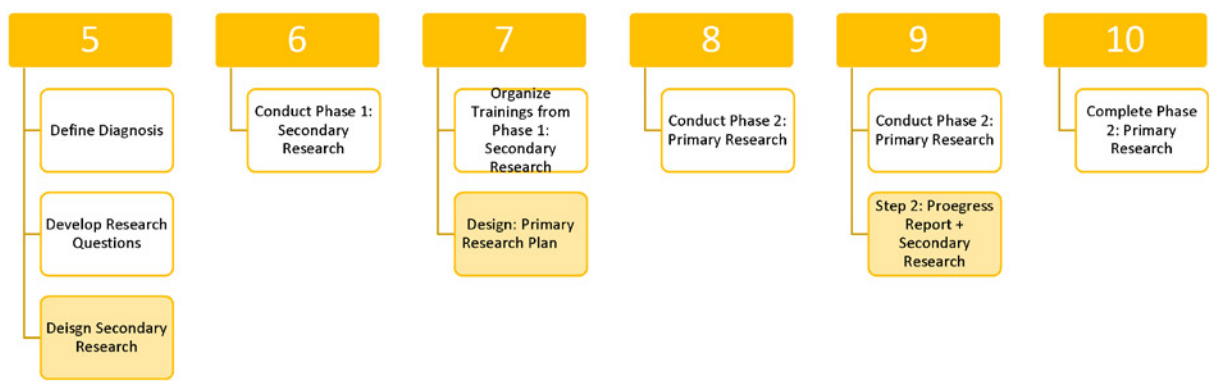 5
Define Diagnosis
Develop Research
Questions
Deisgn Secondary
Research
6
Conduct Phase 1:
Secondary
Research
7
Organize
Trainings from
Phase 1:
Secondary
Research
Design: Primary
Research Plan
8
Conduct Phase 2:
Primary Research
9
Conduct Phase 2:
Primary Research
Step 2: Proegress
Report +
Secondary
Research
10
Complete Phase
2: Primary
Research